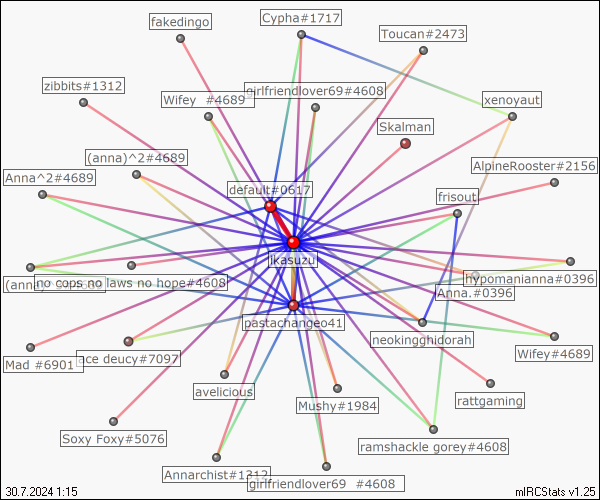 fakedingo
Cypha#1717
Toucan#2473
zibbits#1312
girlfriendlover69#4608
Wifey #4689
xenoyaut
Skalman
(anna)^2#4689
AlpineRooster#2156
Anna^2#4689
default#0617
frisout
jikasuzu
(anna)
no cops no laws no hope#4608
hypomanianna#0396
Anna.#0396
pastachangeo41
neokingghidorah
Wifey#4689
Mad #6901
ace deucy#7097
avelicious
Mushy#1984
rattgaming
Soxy Foxy#5076
ramshackle gorey#4608
Annarchist#1312
girlfriendlover69 #4608
30.7.2024 1:15
mIRCStats v1.25